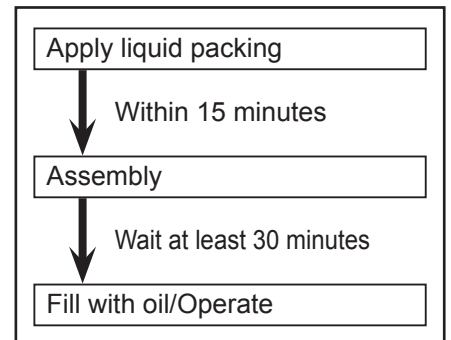 Apply liquid packing
Within 15 minutes
Assembly
Wait at least 30 minutes
Fill with oil/Operate